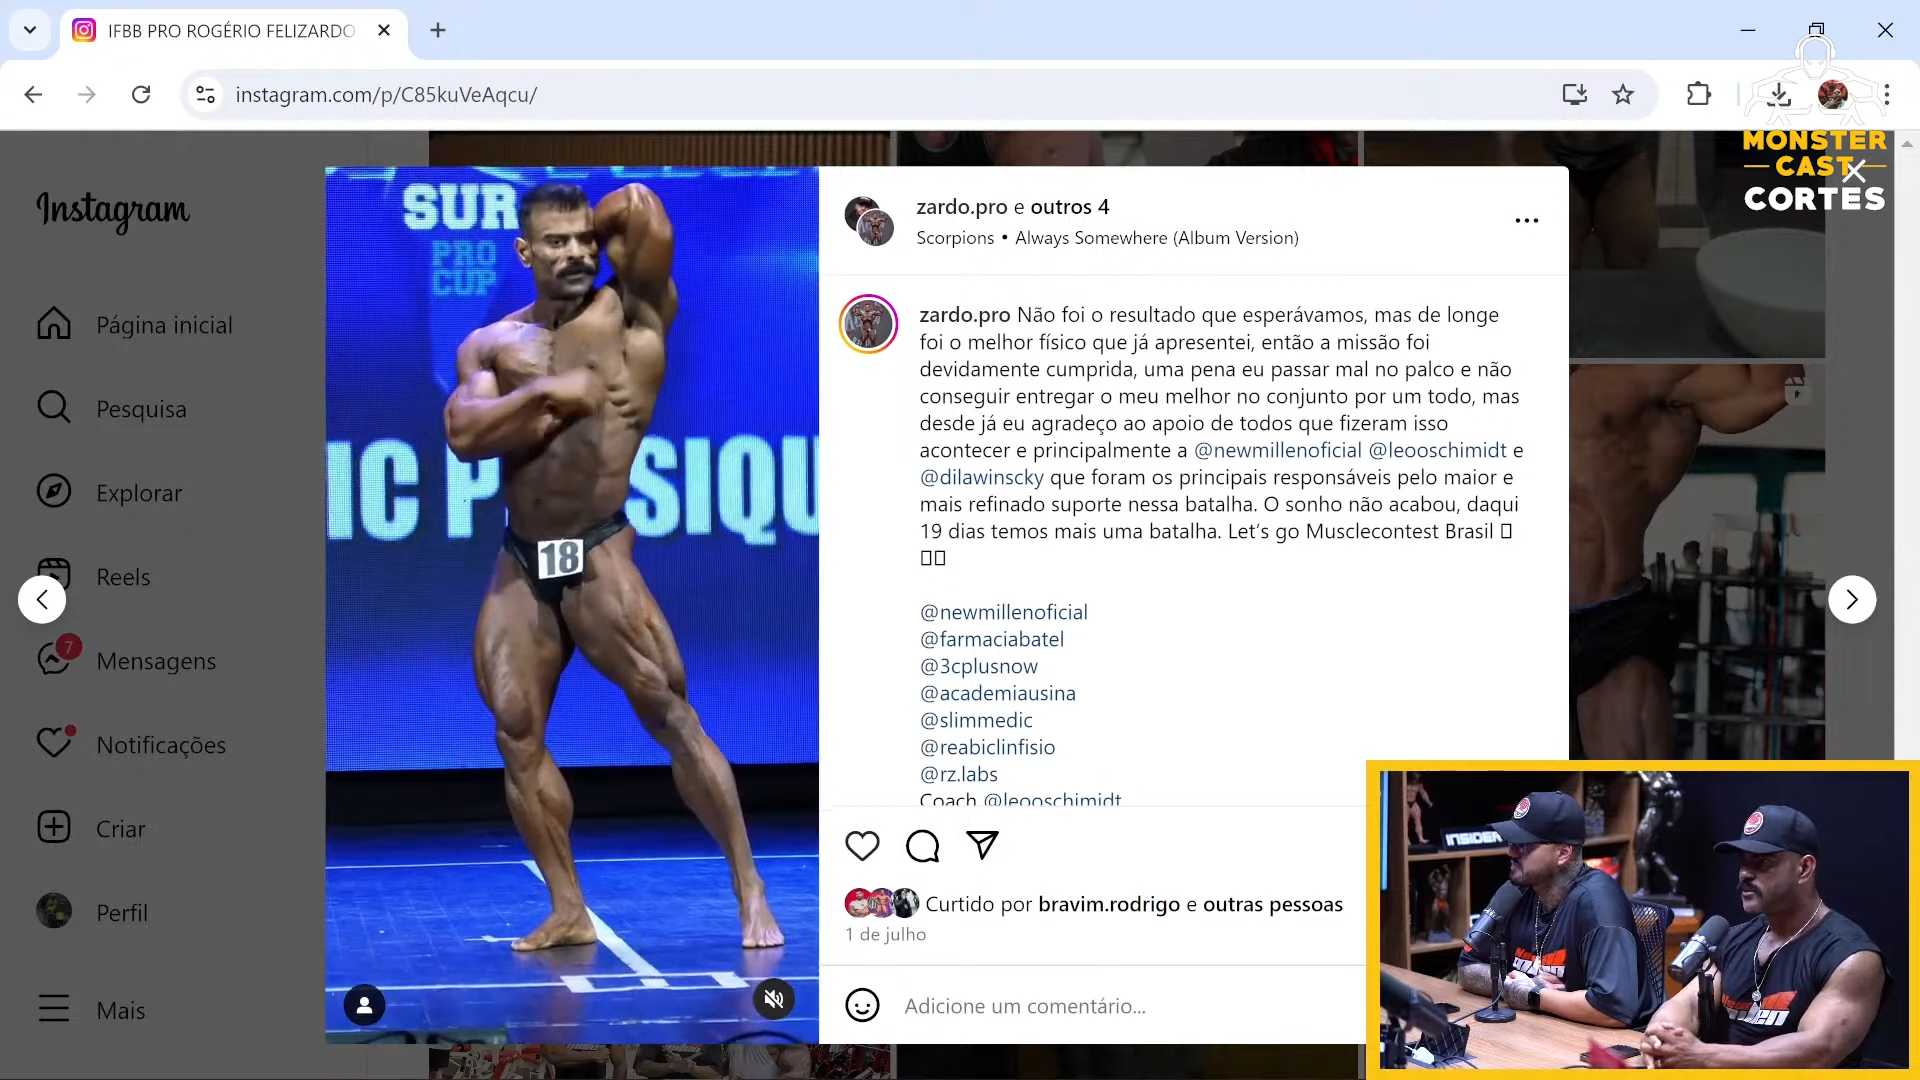 IFBB PRO ROGÉRIO FELIZARDO
instagram.com/p/C85kuVeAqcu/
MONSTER
CAST
CORTES
Instagram
Página inicial
Pesquisa
Explorar
Reels
7
Mensagens
Notificações
Criar
Perfil
Mais
SUR
PRO
CUP
IC P SIQU
18
zardo.pro e outros 4
Scorpions • Always Somewhere (Album Version)
zardo.pro Não foi o resultado que esperávamos, mas de longe
foi o melhor físico que já apresentei, então a missão foi
devidamente cumprida, uma pena eu passar mal no palco e não
conseguir entregar o meu melhor no conjunto por um todo, mas
desde já eu agradeço ao apoio de todos que fizeram isso
acontecer e principalmente a @newmillenoficial @leooschimidt e
@dilawinscky que foram os principais responsáveis pelo maior e
mais refinado suporte nessa batalha. O sonho não acabou, daqui
19 dias temos mais uma batalha. Let's go Musclecontest Brasil
@newmillenoficial
@farmaciabatel
@3cplusnow
@academiausina
@slimmedic
@reabiclinfisio
@rz.labs
Coach @leooschimidt
Curtido por bravim.rodrigo e outras pessoas
1 de julho
Adicione um comentário...
INSIDER